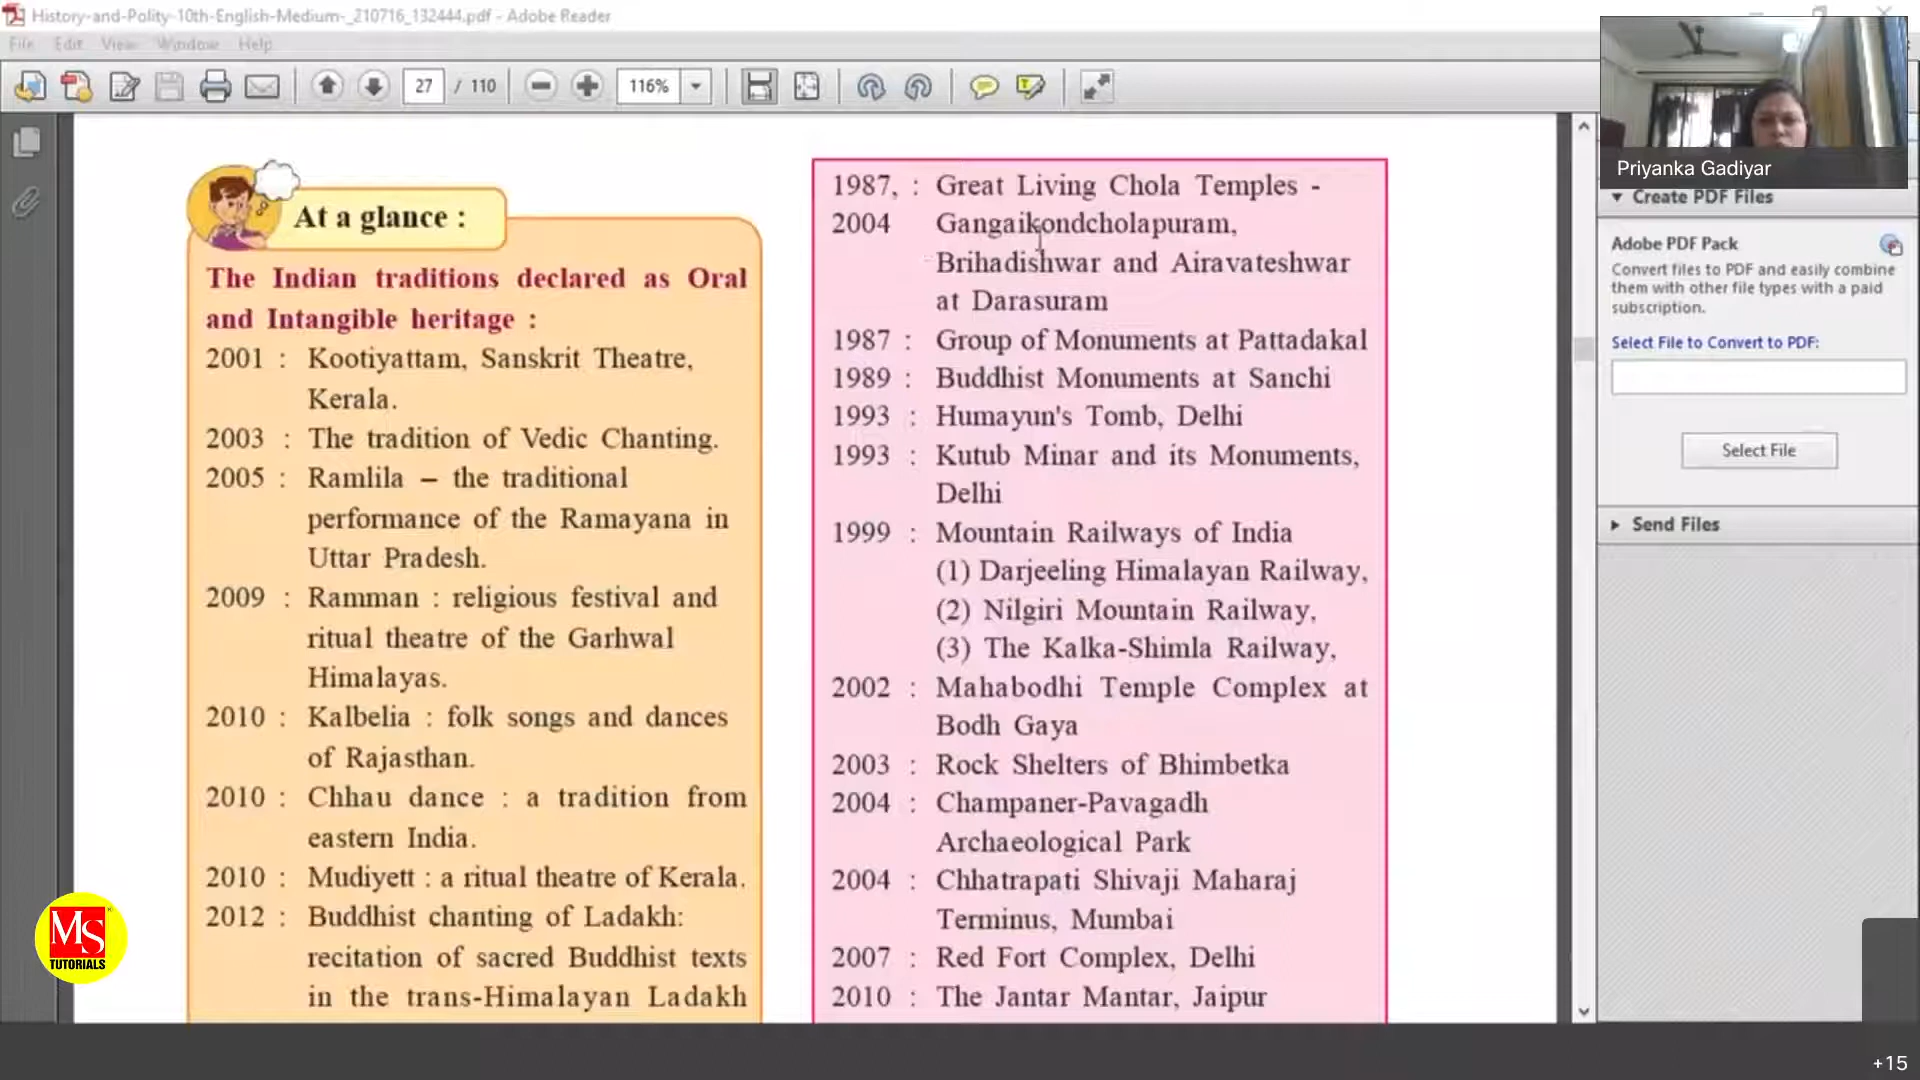 History-and-Polity-10th-English-Medium-_210716_132444.pdf - Adobe Reader
File Edit View Window Help
27 / 110 116%
At a glance :
The Indian traditions declared as Oral
and Intangible heritage :
2001 : Kootiyattam, Sanskrit Theatre,
Kerala.
2003 : The tradition of Vedic Chanting.
2005 : Ramlila – the traditional
performance of the Ramayana in
Uttar Pradesh.
2009 : Ramman : religious festival and
ritual theatre of the Garhwal
Himalayas.
2010 : Kalbelia : folk songs and dances
of Rajasthan.
2010 : Chhau dance : a tradition from
eastern India.
2010 : Mudiyett : a ritual theatre of Kerala.
2012 : Buddhist chanting of Ladakh:
recitation of sacred Buddhist texts
in the trans-Himalayan Ladakh
1987, : Great Living Chola Temples -
2004 Gangaikondcholapuram,
Brihadishwar and Airavateshwar
at Darasuram
1987 : Group of Monuments at Pattadakal
1989 : Buddhist Monuments at Sanchi
1993 : Humayun's Tomb, Delhi
1993 : Kutub Minar and its Monuments,
Delhi
1999 : Mountain Railways of India
(1) Darjeeling Himalayan Railway,
(2) Nilgiri Mountain Railway,
(3) The Kalka-Shimla Railway,
2002 : Mahabodhi Temple Complex at
Bodh Gaya
2003 : Rock Shelters of Bhimbetka
2004 : Champaner-Pavagadh
Archaeological Park
2004 : Chhatrapati Shivaji Maharaj
Terminus, Mumbai
2007 : Red Fort Complex, Delhi
2010 : The Jantar Mantar, Jaipur
Priyanka Gadiyar
Create PDF Files
Adobe PDF Pack
Convert files to PDF and easily combine
them with other file types with a paid
subscription.
Select File to Convert to PDF:
Select File
Send Files
MS
TUTORIALS
+15